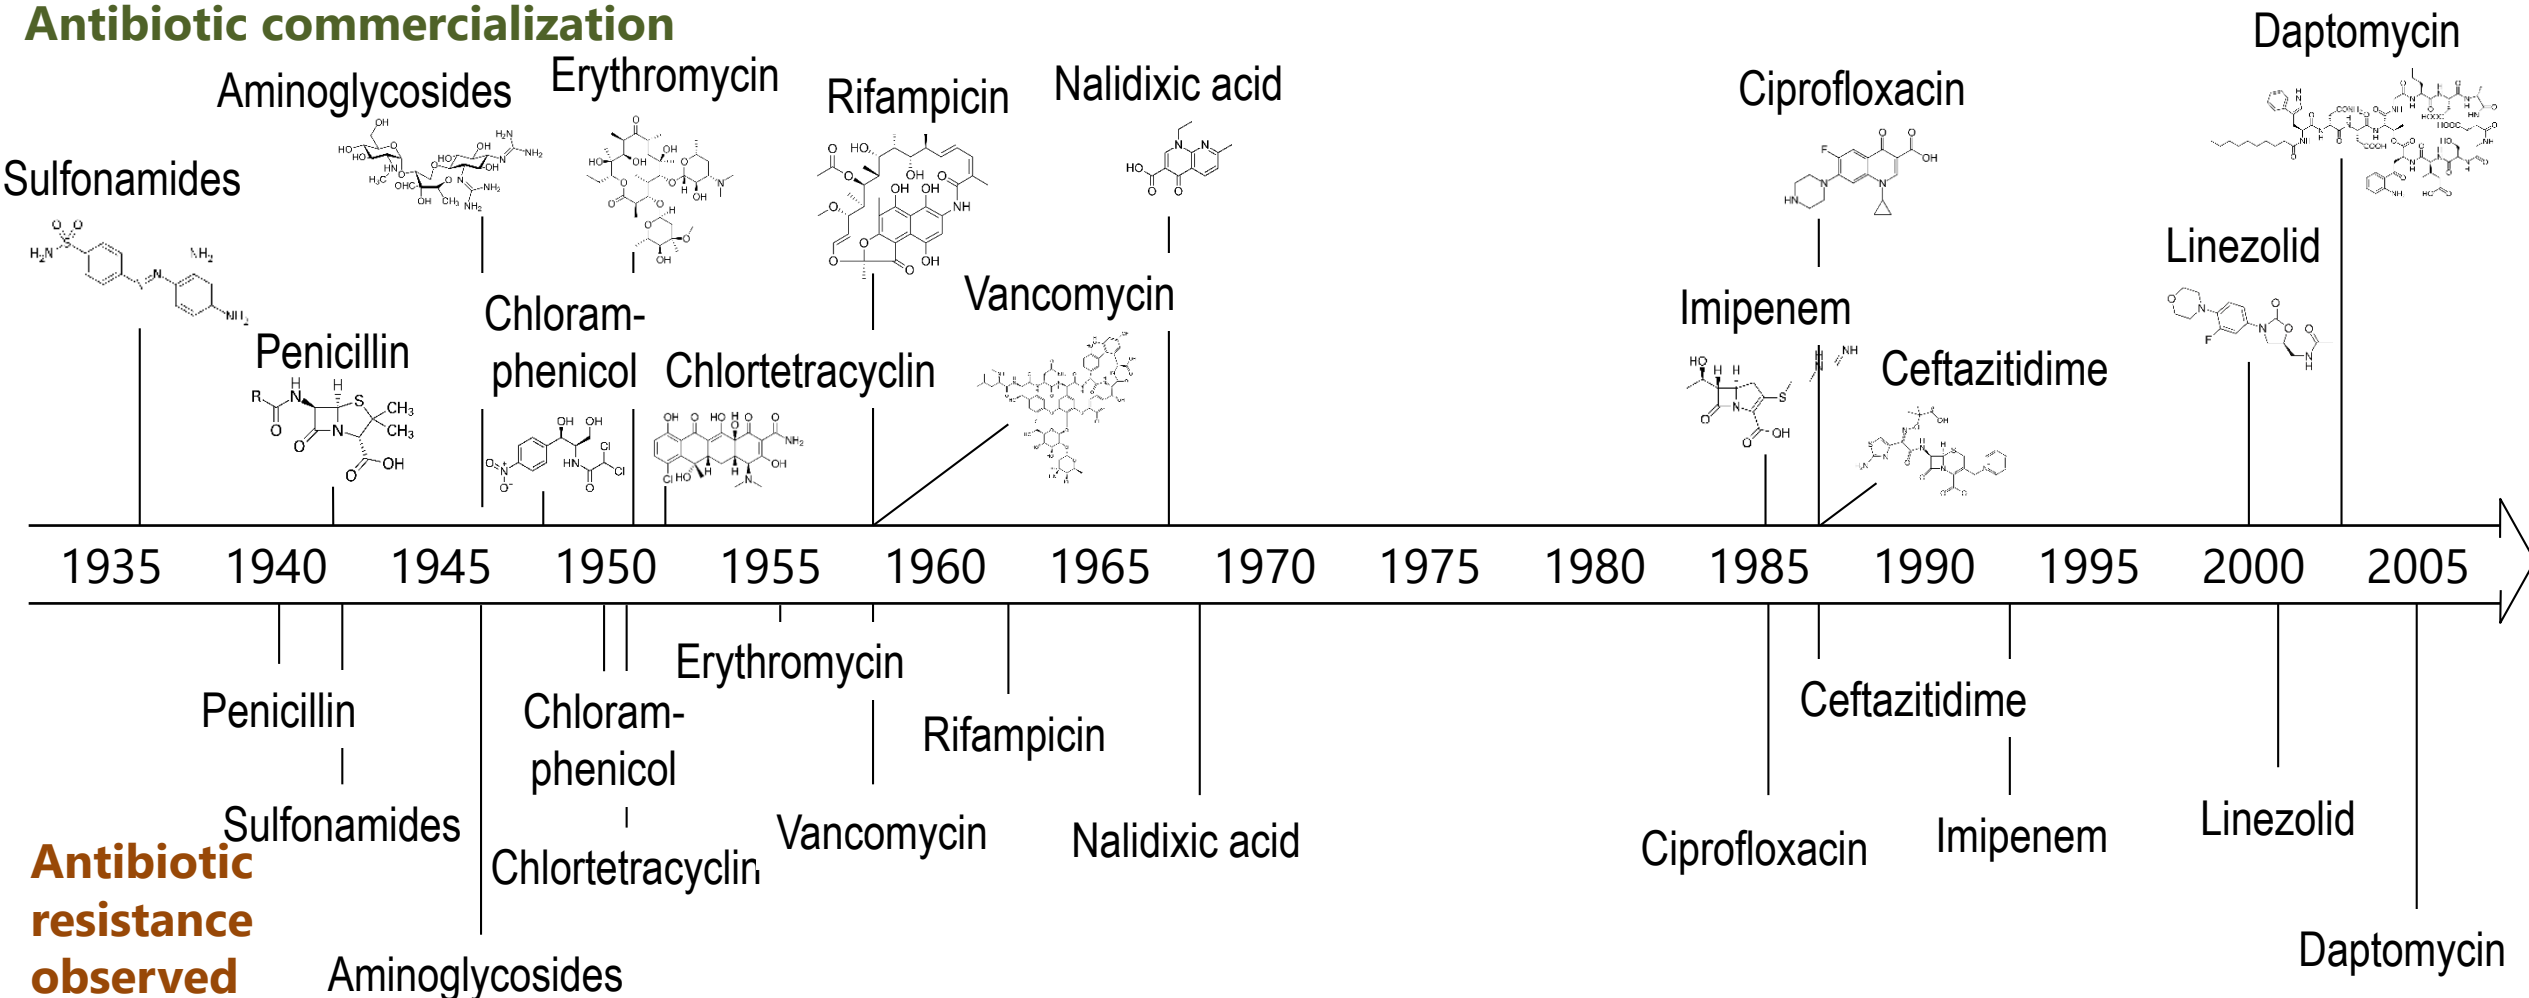 Antibiotic commercialization
Daptomycin
Erythromycin
Nalidixic acid
Aminoglycosides
Rifampicin
Ciprofloxacin
Sulfonamides
Linezolid
Vancomycin
Imipenem
Chloram-
phenicol
Penicillin
Chlortetracyclin
Ceftazitidime
1935 1940 1945 1950 1955 1960 1965 1970 1975 1980 1985 1990 1995 2000 2005
Erythromycin
Penicillin
Chloram-
phenicol
Ceftazitidime
Rifampicin
Sulfonamides
Vancomycin
Nalidixic acid
Linezolid
Imipenem
Ciprofloxacin
Chlortetracyclin
Antibiotic
resistance
observed
Daptomycin
Aminoglycosides